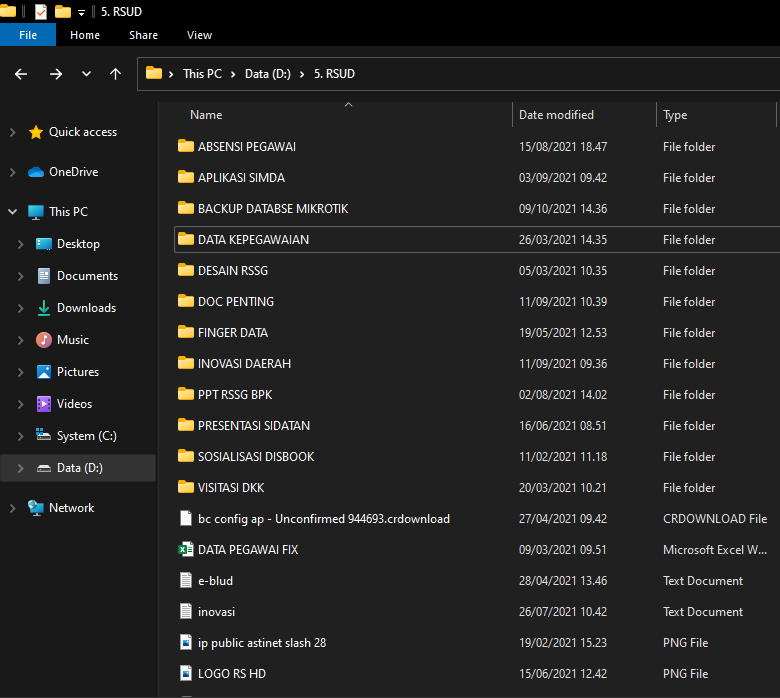 5. RSUD
File Home Share View
This PC Data (D:) 5. RSUD
Name Date modified Type
Quick access
OneDrive
This PC
Desktop
Documents
Downloads
Music
Pictures
Videos
System (C:)
Data (D:)
Network
ABSENSI PEGAWAI 15/08/2021 18.47 File folder
APLIKASI SIMDA 03/09/2021 09.42 File folder
BACKUP DATABSE MIKROTIK 09/10/2021 14.36 File folder
DATA KEPEGAWAIAN 26/03/2021 14.35 File folder
DESAIN RSSG 05/03/2021 10.35 File folder
DOC PENTING 11/09/2021 10.39 File folder
FINGER DATA 19/05/2021 12.53 File folder
INOVASI DAERAH 11/09/2021 09.36 File folder
PPT RSSG BPK 02/08/2021 14.02 File folder
PRESENTASI SIDATAN 16/06/2021 08.51 File folder
SOSIALISASI DISBOOK 11/02/2021 11.18 File folder
VISITASI DKK 20/03/2021 10.21 File folder
bc config ap - Unconfirmed 944693.crdownload 27/04/2021 09.42 CRDOWNLOAD File
DATA PEGAWAI FIX 09/03/2021 09.51 Microsoft Excel W...
e-blud 28/04/2021 13.46 Text Document
inovasi 26/07/2021 10.42 Text Document
ip public astinet slash 28 19/02/2021 15.23 PNG File
LOGO RS HD 15/06/2021 12.42 PNG File